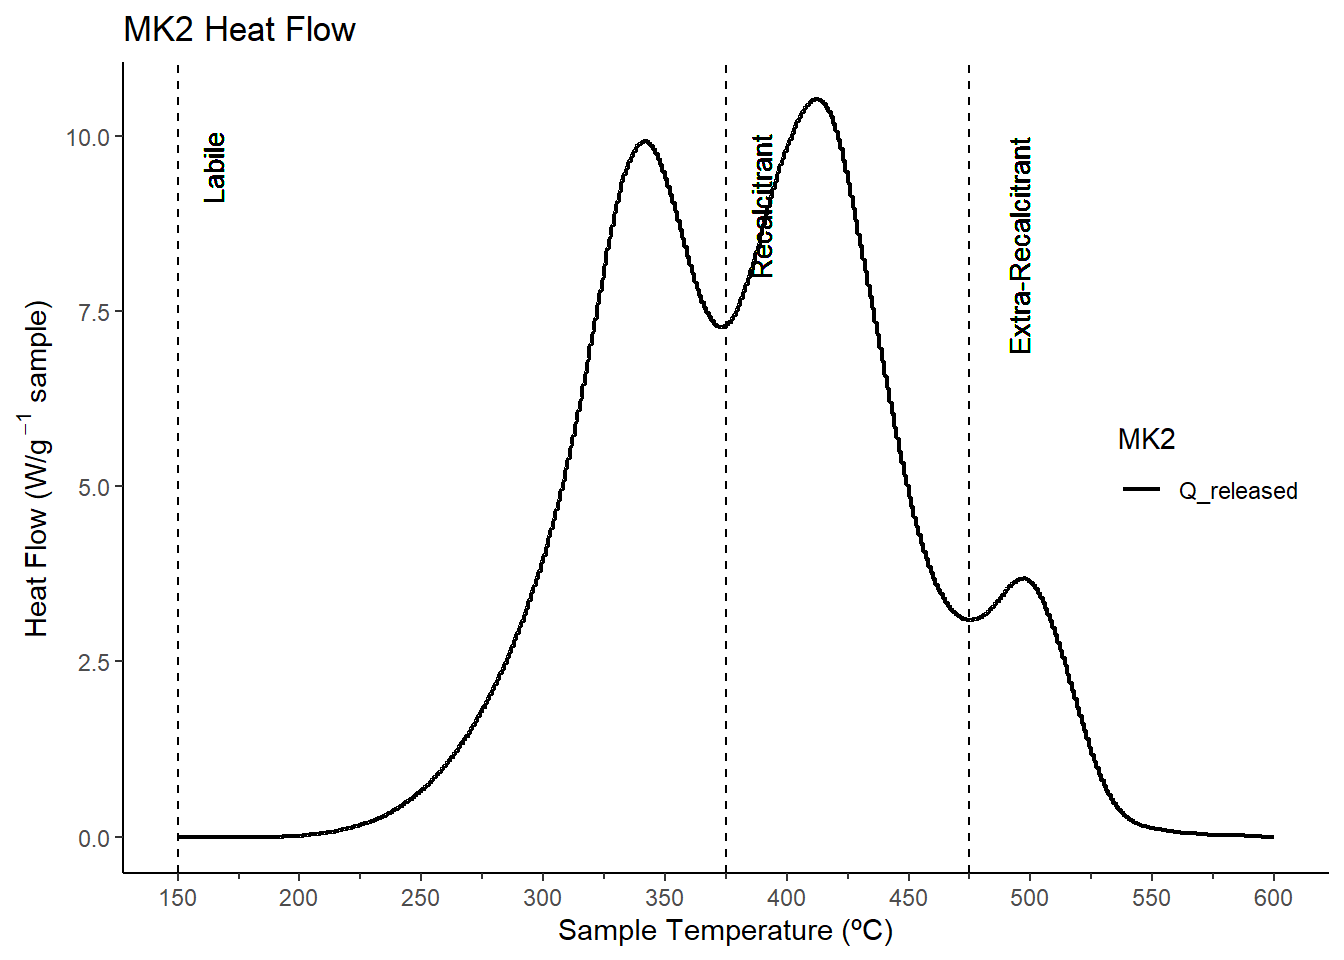 MK2 Heat Flow
Labile
Recalcitrant
Extra-Recalcitrant
10.0
7.5
5.0
2.5
0.0
Heat Flow (W/g⁻¹ sample)
MK2
Q_released
150 200 250 300 350 400 450 500 550 600
Sample Temperature (ºC)